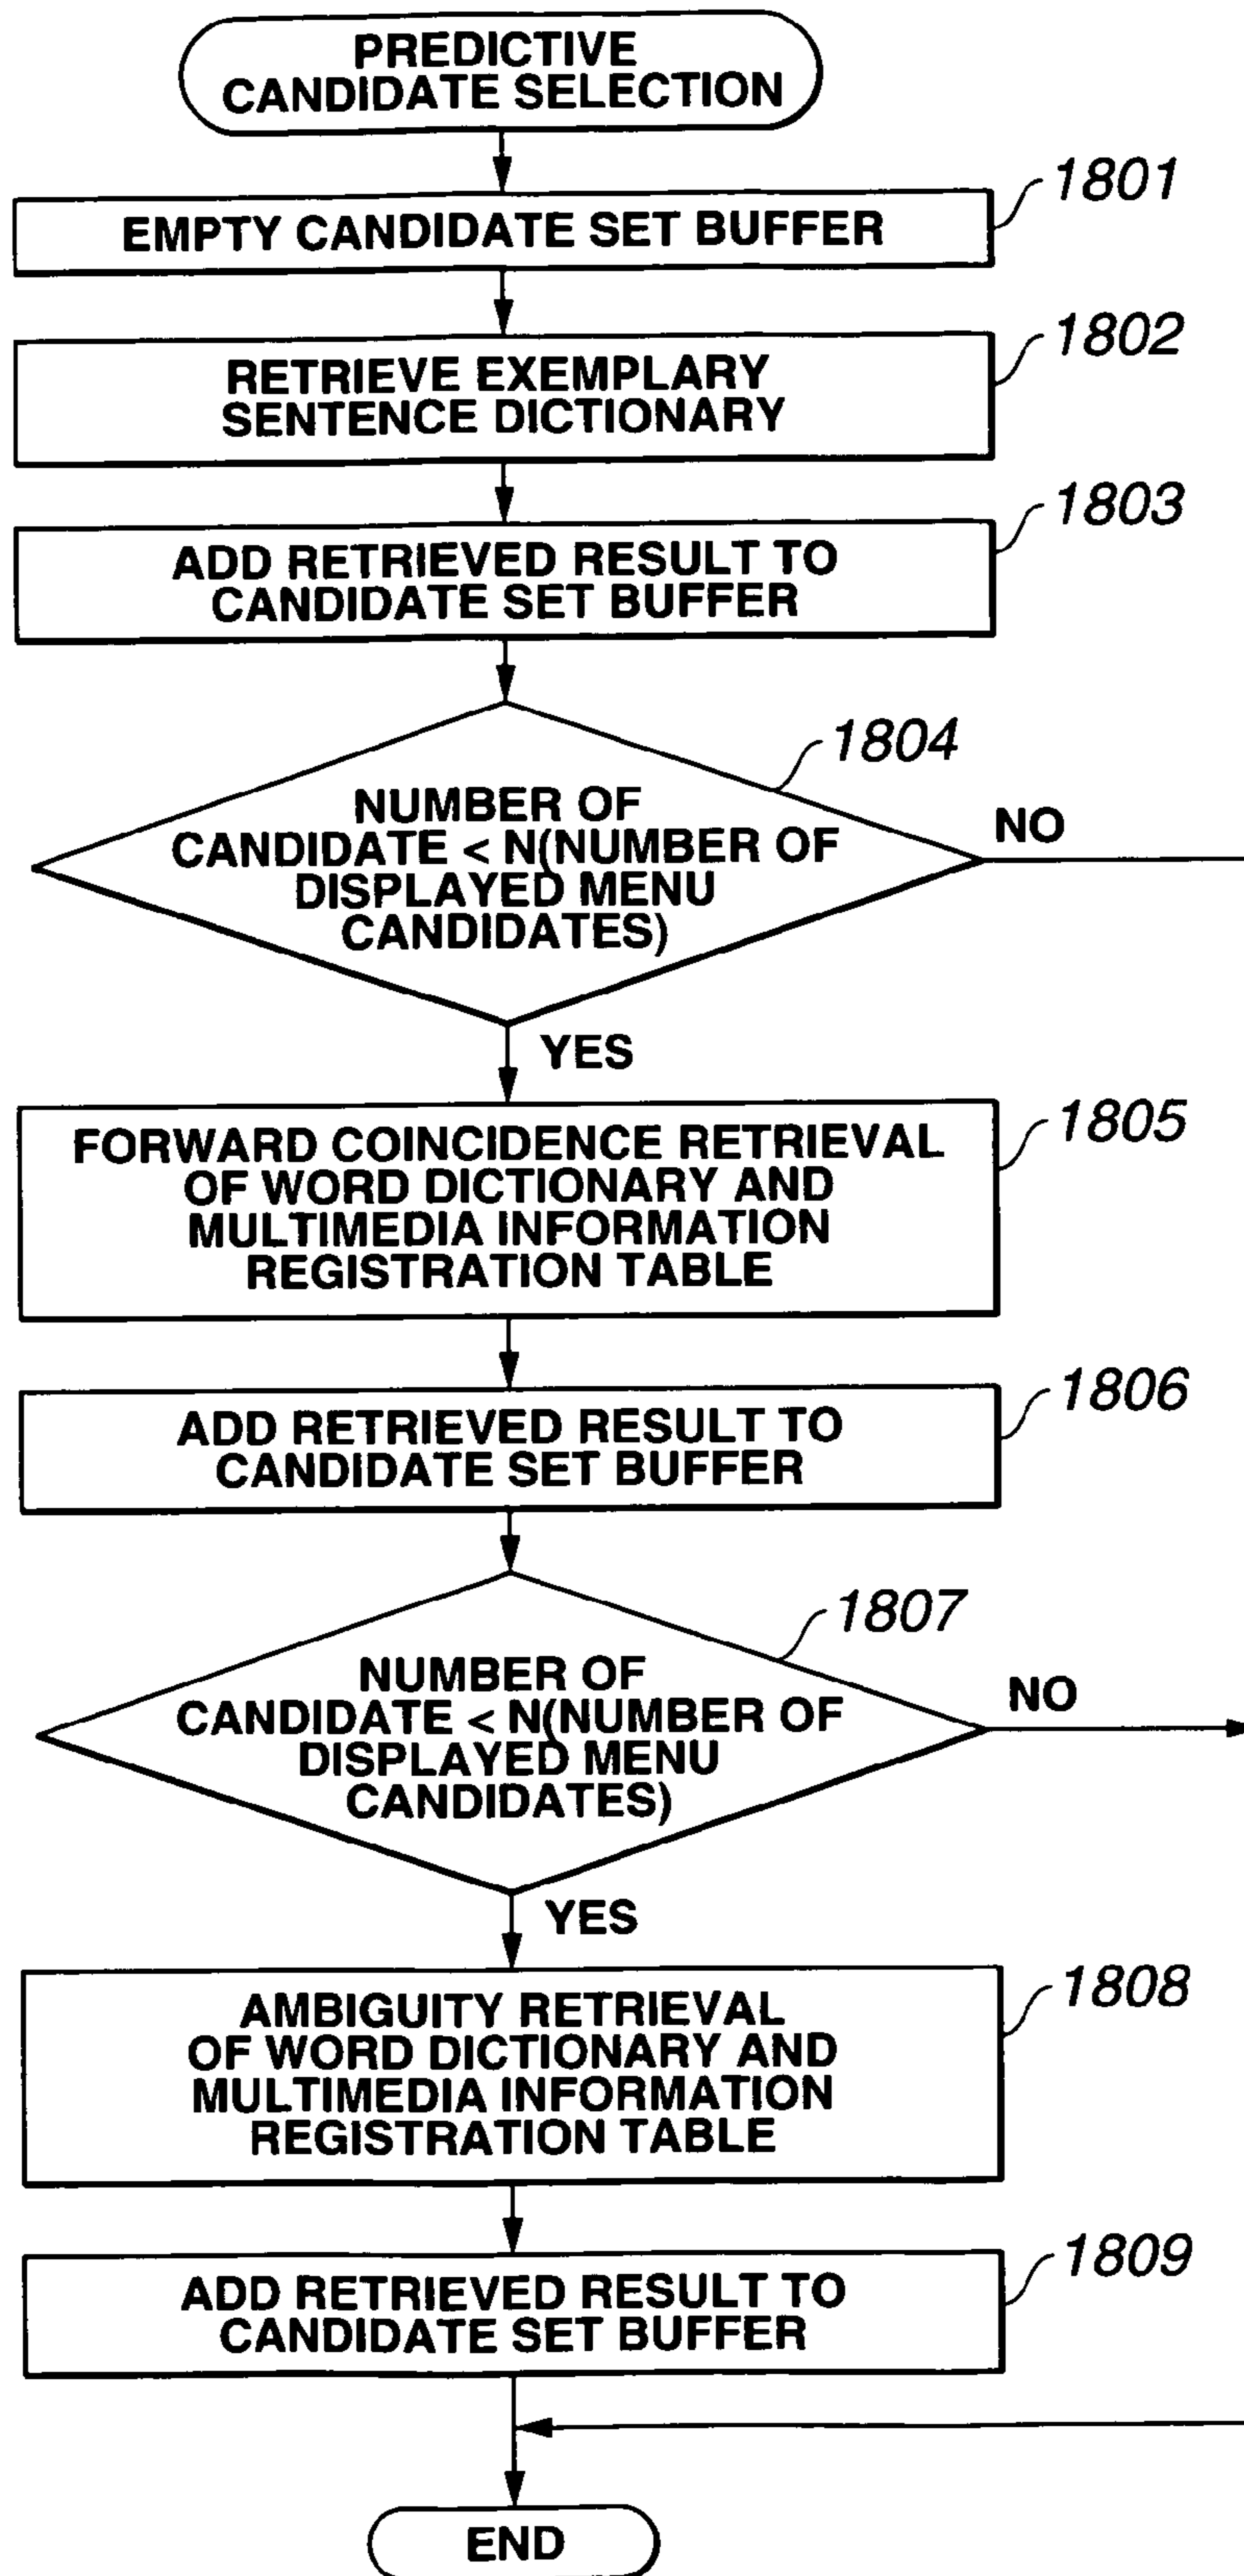 PREDICTIVE
CANDIDATE SELECTION
1801
EMPTY CANDIDATE SET BUFFER
1802
RETRIEVE EXEMPLARY
SENTENCE DICTIONARY
1803
ADD RETRIEVED RESULT TO
CANDIDATE SET BUFFER
1804
NUMBER OF
CANDIDATE < N(NUMBER OF
DISPLAYED MENU
CANDIDATES)
NO
YES
1805
FORWARD COINCIDENCE RETRIEVAL
OF WORD DICTIONARY AND
MULTIMEDIA INFORMATION
REGISTRATION TABLE
1806
ADD RETRIEVED RESULT TO
CANDIDATE SET BUFFER
1807
NUMBER OF
CANDIDATE < N(NUMBER OF
DISPLAYED MENU
CANDIDATES)
NO
YES
1808
AMBIGUITY RETRIEVAL
OF WORD DICTIONARY AND
MULTIMEDIA INFORMATION
REGISTRATION TABLE
1809
ADD RETRIEVED RESULT TO
CANDIDATE SET BUFFER
END